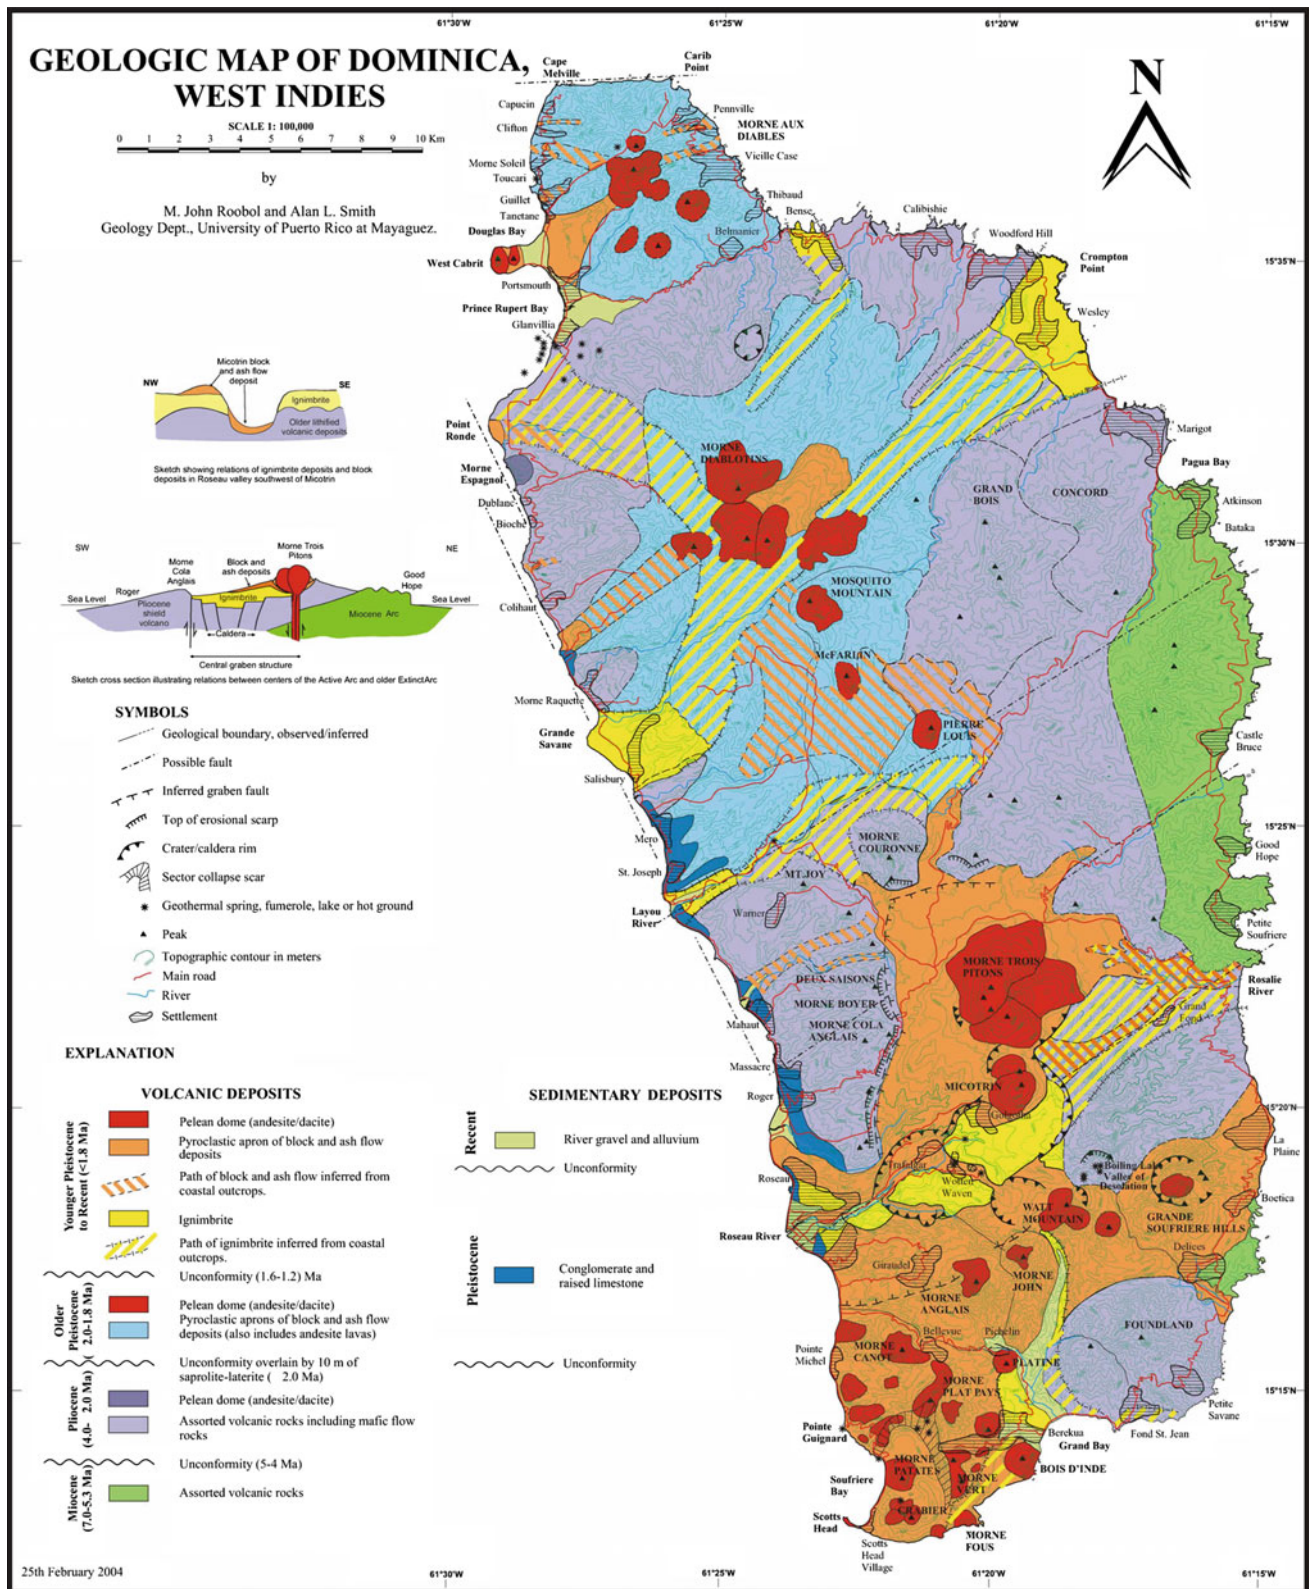 61°30'W
61°25'W
61°20'W
61°15'W
GEOLOGIC MAP OF DOMINICA,
WEST INDIES
SCALE 1: 100,000
0 1 2 3 4 5 6 7 8 9 10 Km
by
M. John Roobol and Alan L. Smith
Geology Dept., University of Puerto Rico at Mayaguez.
N
Cape
Melville
Carib
Point
Capucin
Pennville
Clifton
MORNE AUX
DIABLES
Morne Soleil
Vieille Case
Toucari
Guillet
Thibaud
Tanetane
Bense
Calibishie
Douglas Bay
Belmanier
Woodford Hill
West Cabrit
Crompton
Point
15°35'N
Portsmouth
Prince Rupert Bay
Wesley
Glanvillia
Micotrin block
and ash flow
deposit
NW
SE
Ignimbrite
Older lithified
volcanic deposits
Sketch showing relations of ignimbrite deposits and block
deposits in Roseau valley southwest of Micotrin
Point
Ronde
Marigot
MORNE
DIABLOTINS
Pagua Bay
Morne
Espagnol
GRAND
BOIS
CONCORD
Dublanc
Atkinson
Bioche
Bataka
15°30'N
SW
NE
Morne
Cola
Anglais
Block and
ash deposits
Morne Trois
Pitons
Good
Hope
Roger
Sea Level
Ignimbrite
Sea Level
Pliocene
shield
volcano
Miocene Arc
Caldera
Central graben structure
Sketch cross section illustrating relations between centers of the Active Arc and older ExtinctArc
MOSQUITO
MOUNTAIN
Colihaut
McFARLIN
Morne Raquette
PIERRE
LOUIS
Grande
Savane
Castle
Bruce
Salisbury
15°25'N
Mero
MORNE
COURONNE
Good
Hope
St. Joseph
MT.JOY
Layou
River
Warner
Petite
Soufriere
MORNE TROIS
PITONS
DEUX SAISONS
Rosalie
River
MORNE BOYER
Grand
Fond
Mahaut
MORNE COLA
ANGLAIS
Massacre
MICOTRIN
Roger
15°20'N
La
Plaine
Trafalgar
Boiling Lake
Valley of
Desolation
Roseau
Wotten
Waven
Boetica
WATT
MOUNTAIN
GRANDE
SOUFRIERE HILLS
Roseau River
Delices
Giraudel
MORNE
JOHN
MORNE
ANGLAIS
FOUNDLAND
Bellevue
Pichelin
Pointe
Michel
MORNE
CANOT
PLATINE
15°15'N
MORNE
PLAT PAYS
Petite
Savane
Pointe
Guignard
Berekua
Fond St. Jean
Grand Bay
MORNE
PATATES
BOIS D'INDE
Soufriere
Bay
MORNE
VERT
CRABIER
Scotts
Head
MORNE
FOUS
Scotts
Head
Village
SYMBOLS
Geological boundary, observed/inferred
Possible fault
Inferred graben fault
Top of erosional scarp
Crater/caldera rim
Sector collapse scar
Geothermal spring, fumerole, lake or hot ground
Peak
Topographic contour in meters
Main road
River
Settlement
EXPLANATION
VOLCANIC DEPOSITS
Younger Pleistocene
to Recent (<1.8 Ma)
Pelean dome (andesite/dacite)
Pyroclastic apron of block and ash flow
deposits
Path of block and ash flow inferred from
coastal outcrops.
Ignimbrite
Path of ignimbrite inferred from coastal
outcrops.
Unconformity (1.6-1.2) Ma
Older
Pleistocene
( 2.0-1.8 Ma)
Pelean dome (andesite/dacite)
Pyroclastic aprons of block and ash flow
deposits (also includes andesite lavas)
Unconformity overlain by 10 m of
saprolite-laterite ( 2.0 Ma)
Pliocene
(4.0- 2.0 Ma)
Pelean dome (andesite/dacite)
Assorted volcanic rocks including mafic flow
rocks
Unconformity (5-4 Ma)
Miocene
(7.0-5.3 Ma)
Assorted volcanic rocks
SEDIMENTARY DEPOSITS
Recent
River gravel and alluvium
Unconformity
Pleistocene
Conglomerate and
raised limestone
Unconformity
25th February 2004
61°30'W
61°25'W
61°20'W
61°15'W